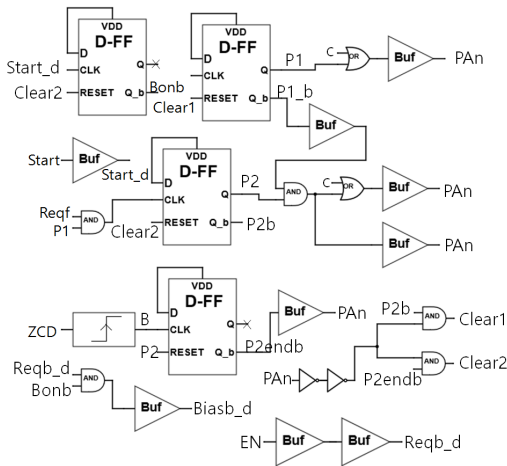 VDD
D-FF
D
Q
Start_d
CLK
Clear2
RESET
Q_b
Bonb
VDD
D-FF
D
CLK
Q
P1
Clear1
RESET
Q_b
P1_b
C
OR
Buf
PAn
Buf
Start
Buf
Start_d
VDD
D-FF
D
Q
P2
CLK
AND
C
OR
Buf
PAn
Reqf
P1
AND
Clear2
RESET
Q_b
P2b
Buf
PAn
VDD
D-FF
D
Q
Buf
PAn
ZCD
B
CLK
P2
RESET
Q_b
P2endb
P2b
AND
Clear1
PAn
AND
Clear2
P2endb
Reqb_d
Bonb
AND
Buf
Biasb_d
EN
Buf
Buf
Reqb_d